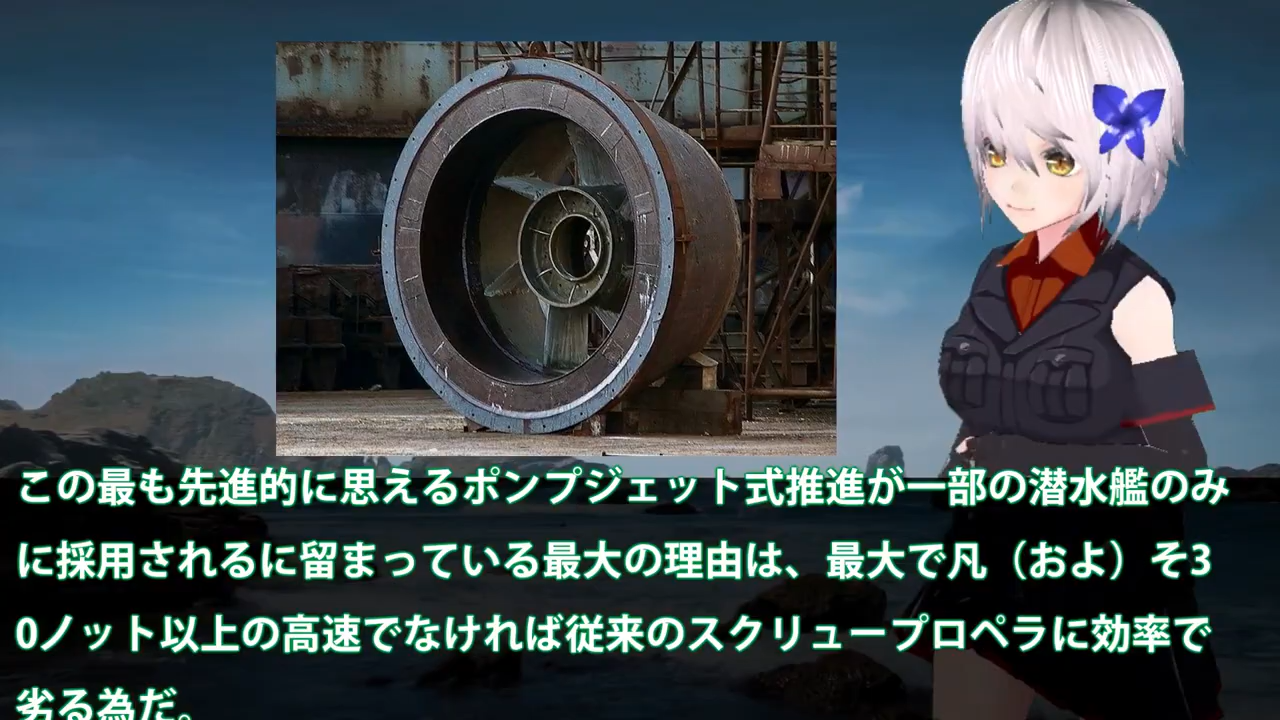 この最も先進的に思えるポンプジェット式推進が一部の潜水艦のみ
に採用されるに留まっている最大の理由は、最大で凡（およ）そ3
0ノット以上の高速でなければ従来のスクリュープロペラに効率で
劣る為だ。